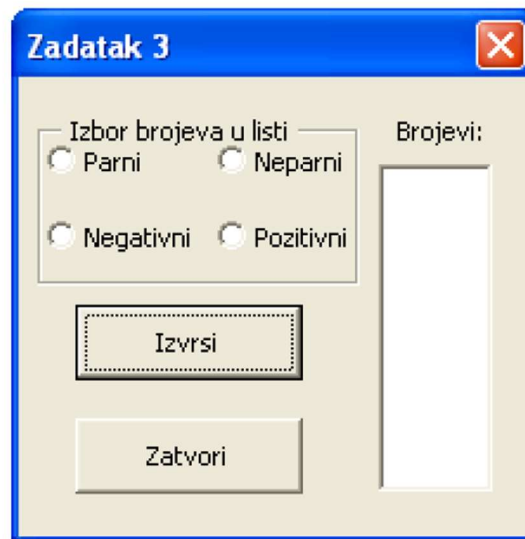 Zadatak 3
Izbor brojeva u listi
Brojevi:
Parni
Neparni
Negativni
Pozitivni
Izvrsi
Zatvori